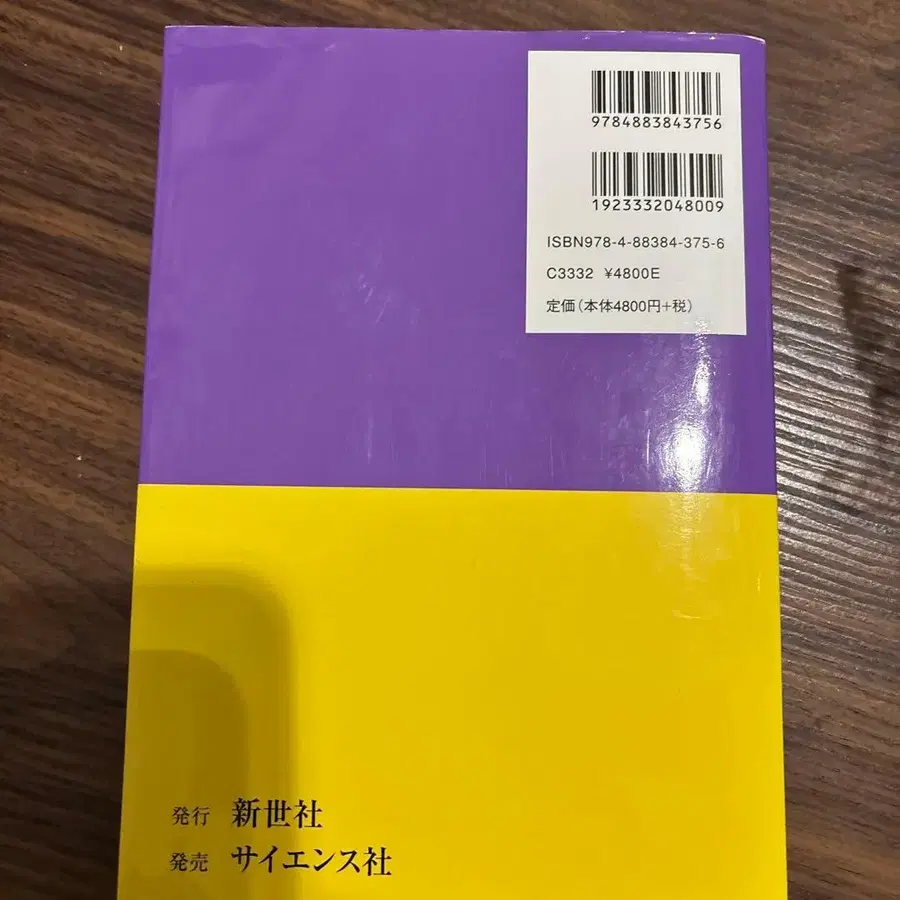 9784883843756
1923332048009
ISBN978-4-88384-375-6
C3332 ¥4800E
定価(本体4800円+税)
発行 新世社
発売 サイエンス社